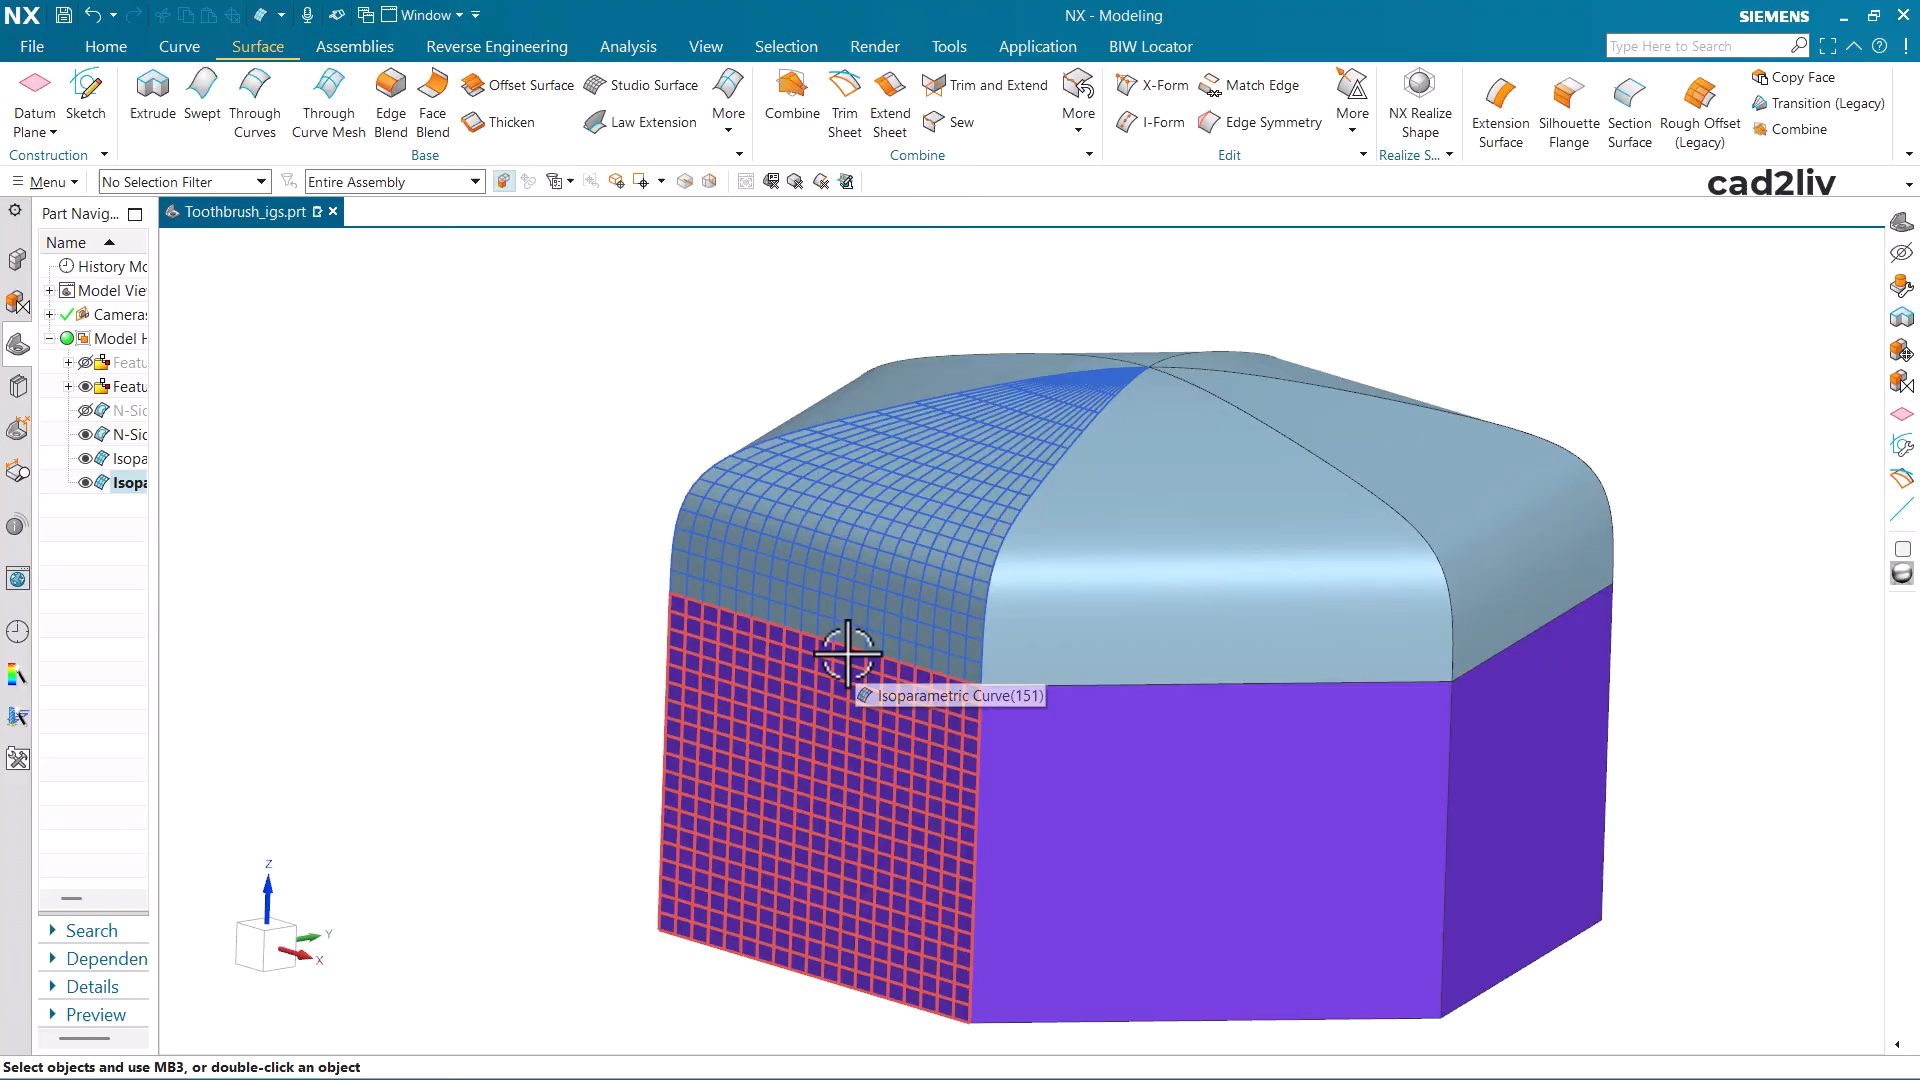 NX
Window
NX - Modeling
SIEMENS
File
Home
Curve
Surface
Assemblies
Reverse Engineering
Analysis
View
Selection
Render
Tools
Application
BIW Locator
Type Here to Search
Datum Plane
Sketch
Construction
Extrude
Swept
Through Curves
Through Curve Mesh
Edge Blend
Face Blend
Offset Surface
Thicken
Studio Surface
Law Extension
More
Base
Combine
Trim Sheet
Extend Sheet
Trim and Extend
Sew
More
Combine
X-Form
I-Form
Match Edge
Edge Symmetry
More
Edit
NX Realize Shape
Realize S...
Extension Surface
Silhouette Flange
Section Surface
Rough Offset (Legacy)
Copy Face
Transition (Legacy)
Combine
Menu
No Selection Filter
Entire Assembly
cad2liv
Part Navig...
Toothbrush_igs.prt
Name
History Mo
Model Vie
Cameras
Model H
Featu
Featu
N-Sid
N-Sid
Isopa
Isopa
Isoparametric Curve(151)
Z
Y
X
Search
Dependen
Details
Preview
Select objects and use MB3, or double-click an object